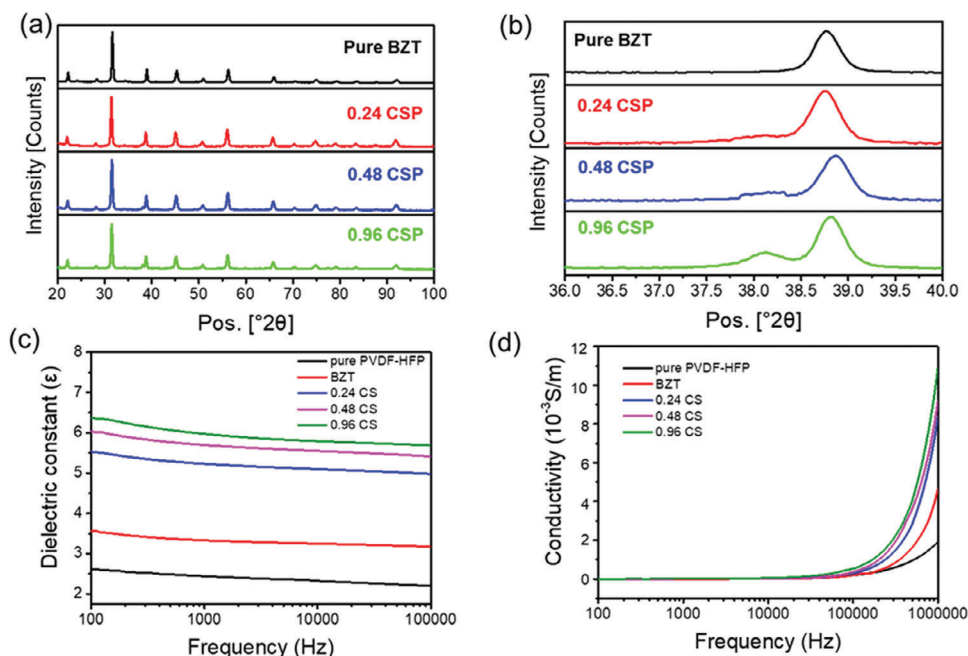 (a)
Pure BZT
0.24 CSP
0.48 CSP
0.96 CSP
Intensity [Counts]
20 30 40 50 60 70 80 90 100
Pos. [°2θ]
(b)
Pure BZT
0.24 CSP
0.48 CSP
0.96 CSP
Intensity [Counts]
36.0 36.5 37.0 37.5 38.0 38.5 39.0 39.5 40.0
Pos. [°2θ]
(c)
8
7
6
5
4
3
2
Dielectric constant (ε)
pure PVDF-HFP
BZT
0.24 CS
0.48 CS
0.96 CS
100 1000 10000 100000
Frequency (Hz)
(d)
12
10
8
6
4
2
0
Conductivity (10⁻³S/m)
pure PVDF-HFP
BZT
0.24 CS
0.48 CS
0.96 CS
100 1000 10000 100000 1000000
Frequency (Hz)